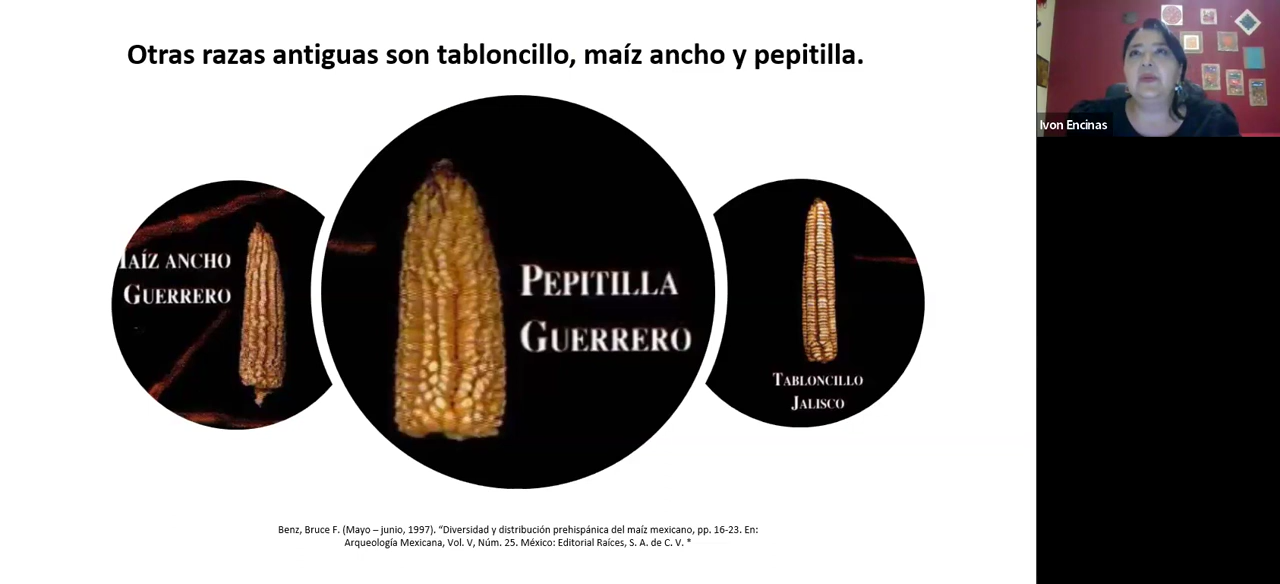 Otras razas antiguas son tabloncillo, maíz ancho y pepitilla.
Ivon Encinas
AÍZ ANCHO
GUERRERO
PEPITILLA
GUERRERO
TABLONCILLO
JALISCO
Benz, Bruce F. (Mayo – junio, 1997). “Diversidad y distribución prehispánica del maíz mexicano, pp. 16-23. En:
Arqueología Mexicana, Vol. V, Núm. 25. México: Editorial Raíces, S. A. de C. V. *